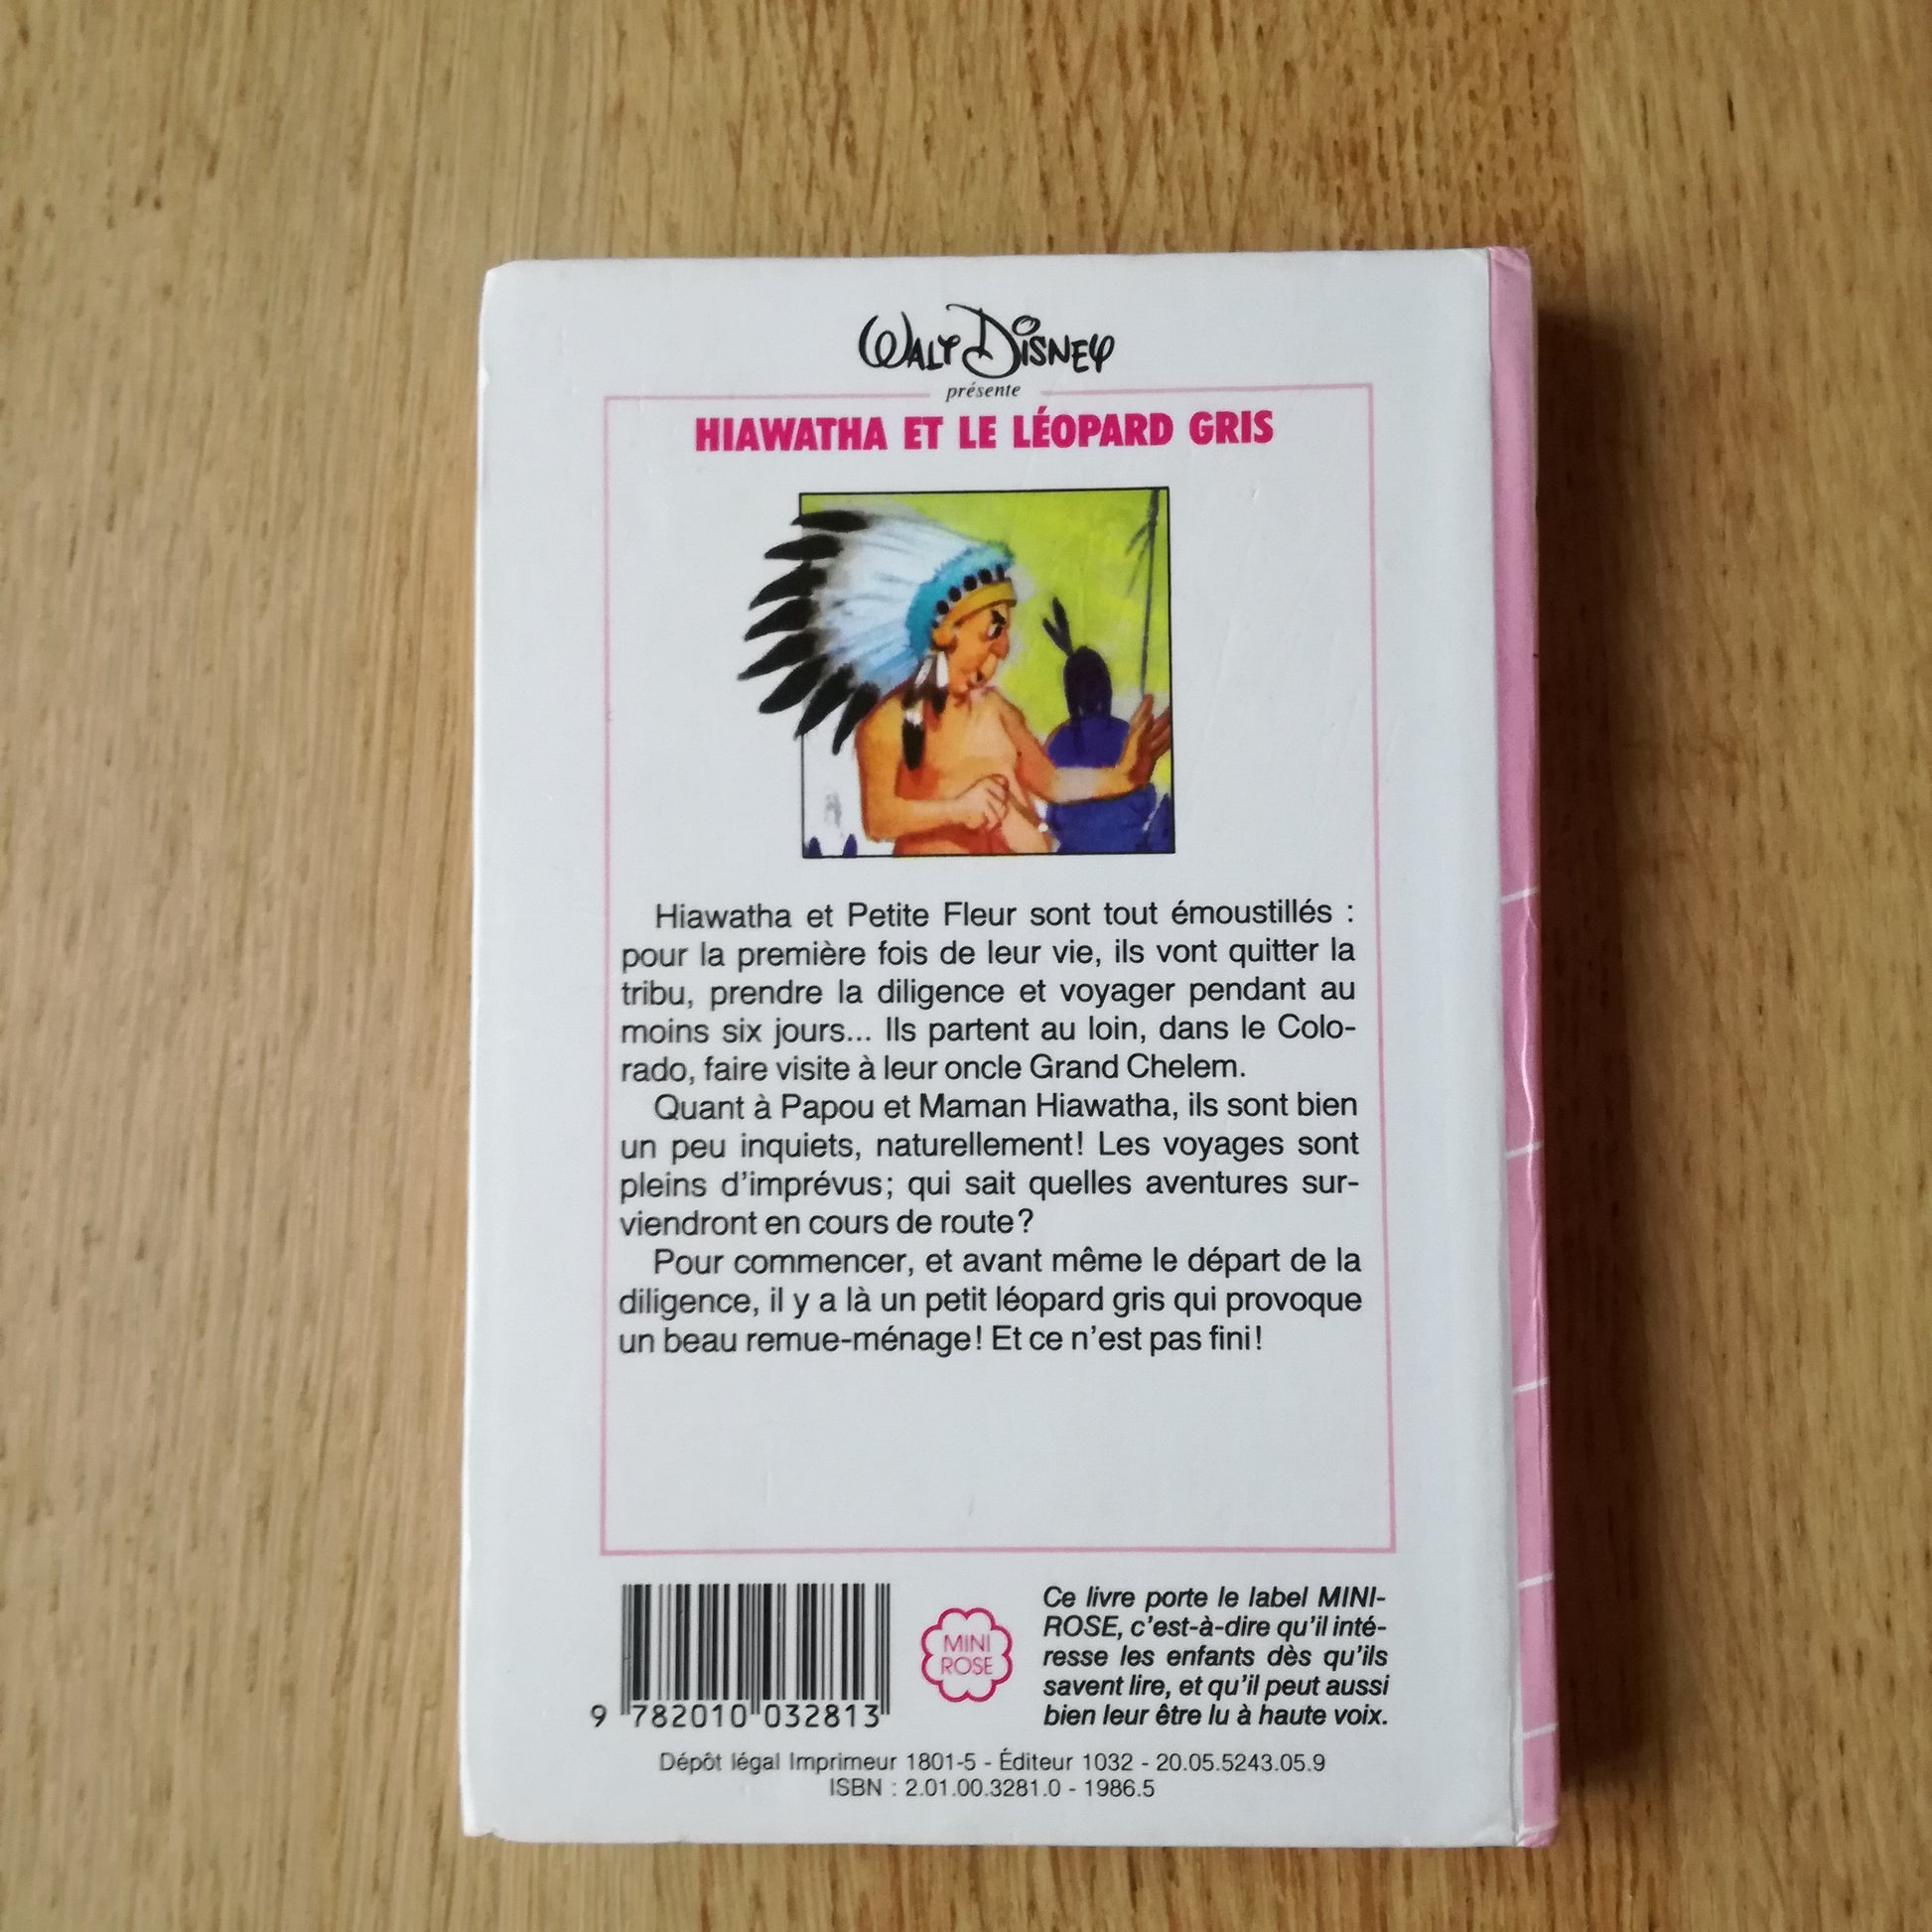 WALT DISNEY
présente
HIAWATHA ET LE LÉOPARD GRIS
Hiawatha et Petite Fleur sont tout émoustillés :
pour la première fois de leur vie, ils vont quitter la
tribu, prendre la diligence et voyager pendant au
moins six jours... Ils partent au loin, dans le Colo-
rado, faire visite à leur oncle Grand Chelem.
Quant à Papou et Maman Hiawatha, ils sont bien
un peu inquiets, naturellement! Les voyages sont
pleins d'imprévus; qui sait quelles aventures sur-
viendront en cours de route?
Pour commencer, et avant même le départ de la
diligence, il y a là un petit léopard gris qui provoque
un beau remue-ménage! Et ce n'est pas fini!
9 782010 032813
MINI
ROSE
Ce livre porte le label MINI-
ROSE, c'est-à-dire qu'il inté-
resse les enfants dès qu'ils
savent lire, et qu'il peut aussi
bien leur être lu à haute voix.
Dépôt légal Imprimeur 1801-5 - Éditeur 1032 - 20.05.5243.05.9
ISBN : 2.01.00.3281.0 - 1986.5